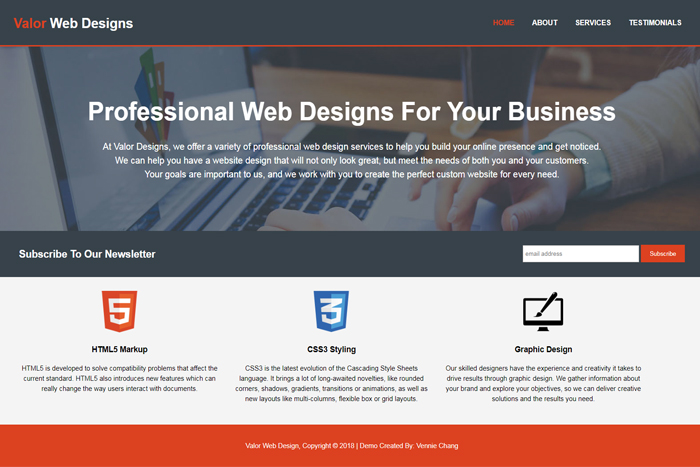 Valor Web Designs
HOME ABOUT SERVICES TESTIMONIALS
Professional Web Designs For Your Business
At Valor Designs, we offer a variety of professional web design services to help you build your online presence and get noticed.
We can help you have a website design that will not only look great, but meet the needs of both you and your customers.
Your goals are important to us, and we work with you to create the perfect custom website for every need.
Subscribe To Our Newsletter
email address
Subscribe
5
HTML5 Markup
HTML5 is developed to solve compatibility problems that affect the
current standard. HTML5 also introduces new features which can
really change the way users interact with documents.
3
CSS3 Styling
CSS3 is the latest evolution of the Cascading Style Sheets
language. It brings a lot of long-awaited novelties, like rounded
corners, shadows, gradients, transitions or animations, as well as
new layouts like multi-columns, flexible box or grid layouts.
Graphic Design
Our skilled designers have the experience and creativity it takes to
drive results through graphic design. We gather information about
your brand and explore your objectives, so we can deliver creative
solutions and the results you need.
Valor Web Design, Copyright © 2018 | Demo Created By: Vennie Chang